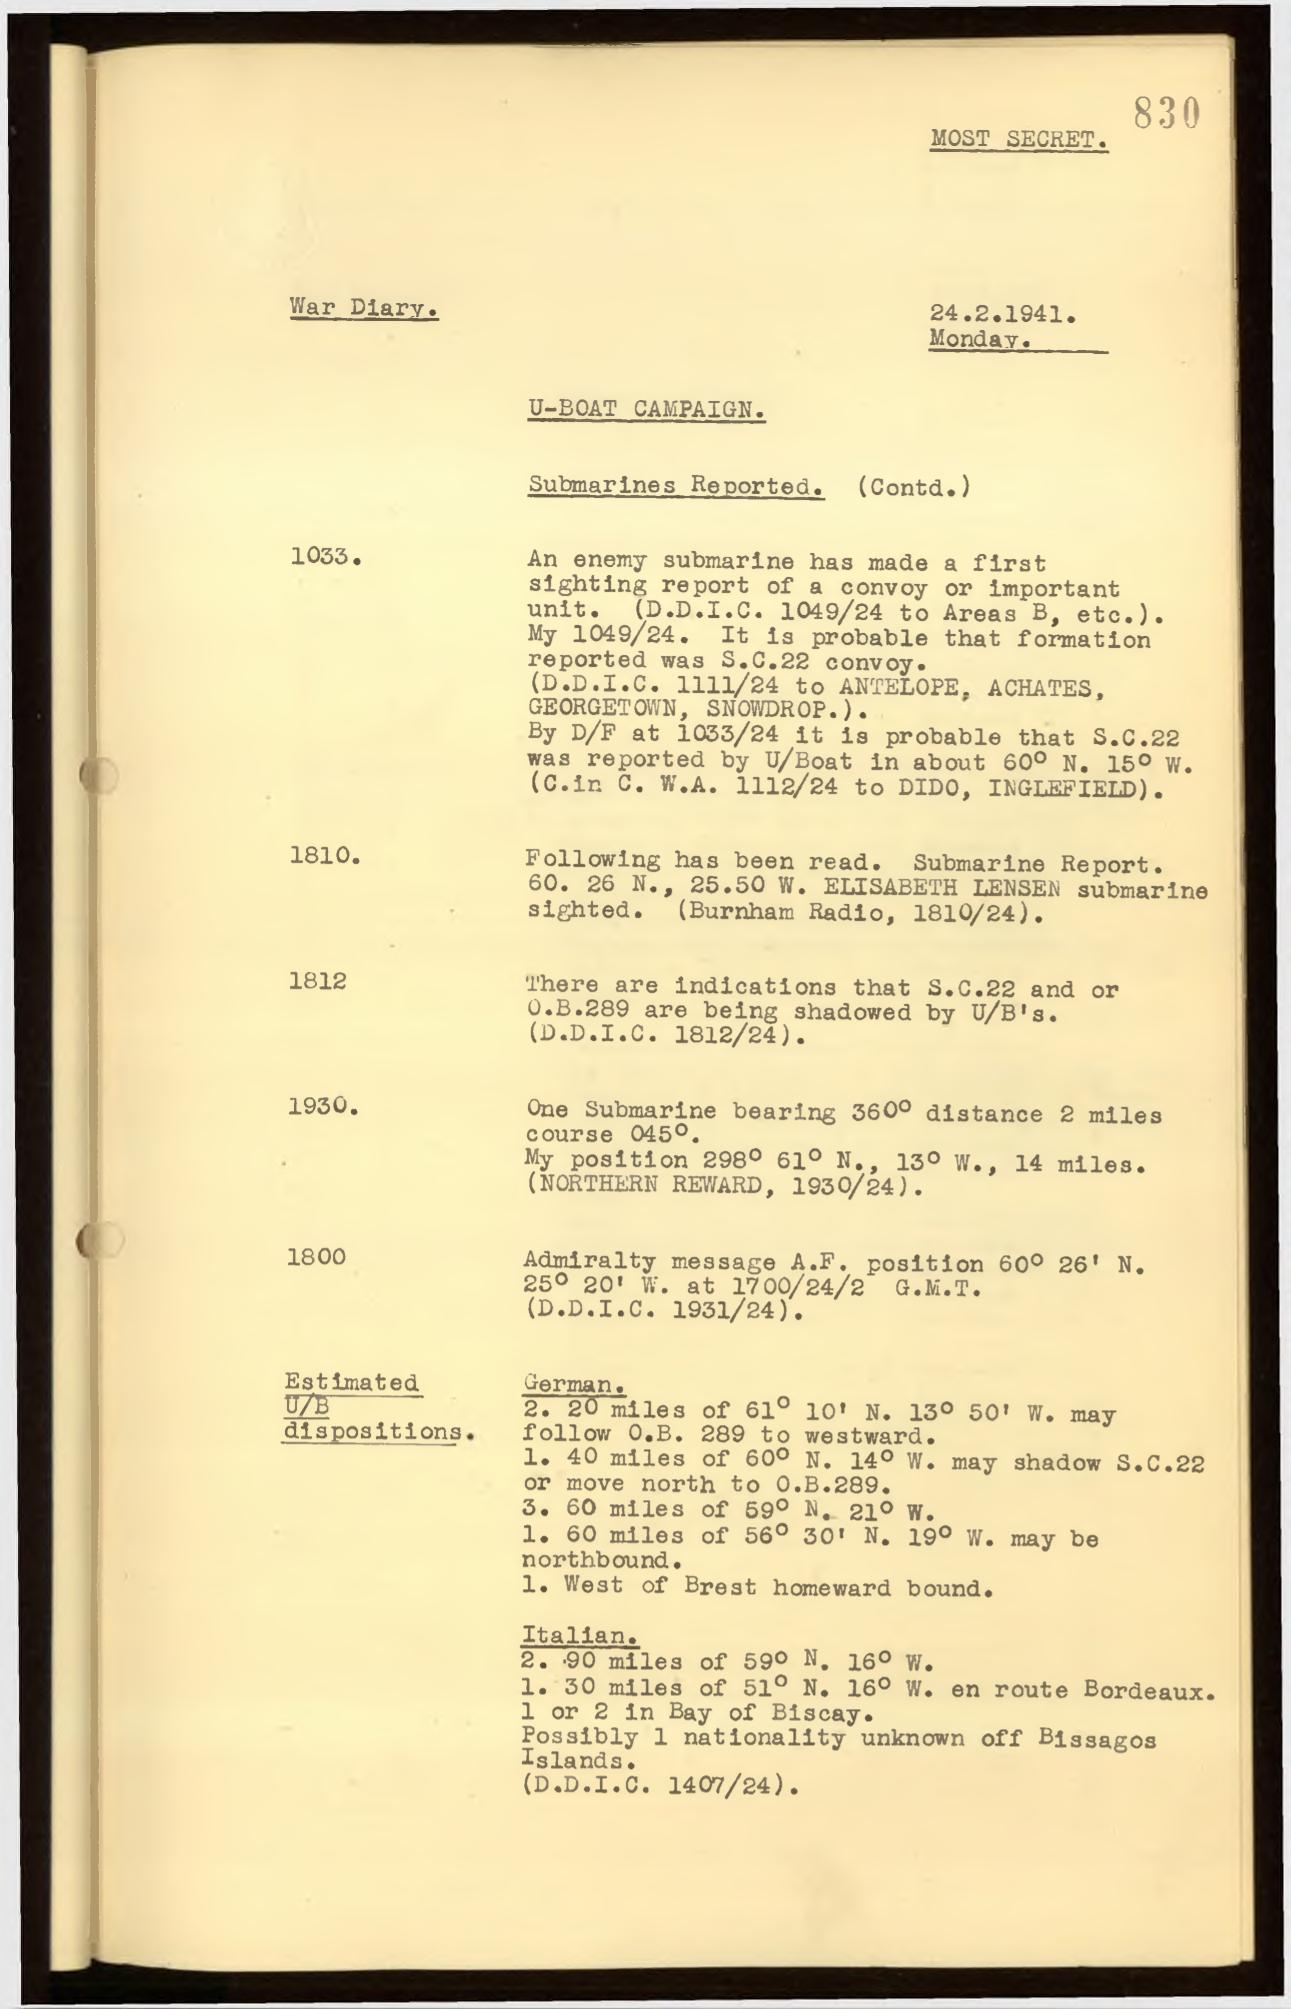 830
MOST SECRET.
War Diary.
24.2.1941.
Monday.
U-BOAT CAMPAIGN.
Submarines Reported. (Contd.)
1033. An enemy submarine has made a first
sighting report of a convoy or important
unit. (D.D.I.C. 1049/24 to Areas B, etc.).
My 1049/24. It is probable that formation
reported was S.C.22 convoy.
(D.D.I.C. 1111/24 to ANTELOPE, ACHATES,
GEORGETOWN, SNOWDROP.).
By D/F at 1033/24 it is probable that S.C.22
was reported by U/Boat in about 60° N. 15° W.
(C.in C. W.A. 1112/24 to DIDO, INGLEFIELD).
1810. Following has been read. Submarine Report.
60. 26 N., 25.50 W. ELISABETH LENSEN submarine
sighted. (Burnham Radio, 1810/24).
1812 There are indications that S.C.22 and or
O.B.289 are being shadowed by U/B's.
(D.D.I.C. 1812/24).
1930. One Submarine bearing 360° distance 2 miles
course 045°.
My position 298° 61° N., 13° W., 14 miles.
(NORTHERN REWARD, 1930/24).
1800 Admiralty message A.F. position 60° 26' N.
25° 20' W. at 1700/24/2 G.M.T.
(D.D.I.C. 1931/24).
Estimated
U/B
dispositions.
German.
2. 20 miles of 61° 10' N. 13° 50' W. may
follow O.B. 289 to westward.
1. 40 miles of 60° N. 14° W. may shadow S.C.22
or move north to O.B.289.
3. 60 miles of 59° N. 21° W.
1. 60 miles of 56° 30' N. 19° W. may be
northbound.
1. West of Brest homeward bound.
Italian.
2. 90 miles of 59° N. 16° W.
1. 30 miles of 51° N. 16° W. en route Bordeaux.
1 or 2 in Bay of Biscay.
Possibly 1 nationality unknown off Bissagos
Islands.
(D.D.I.C. 1407/24).